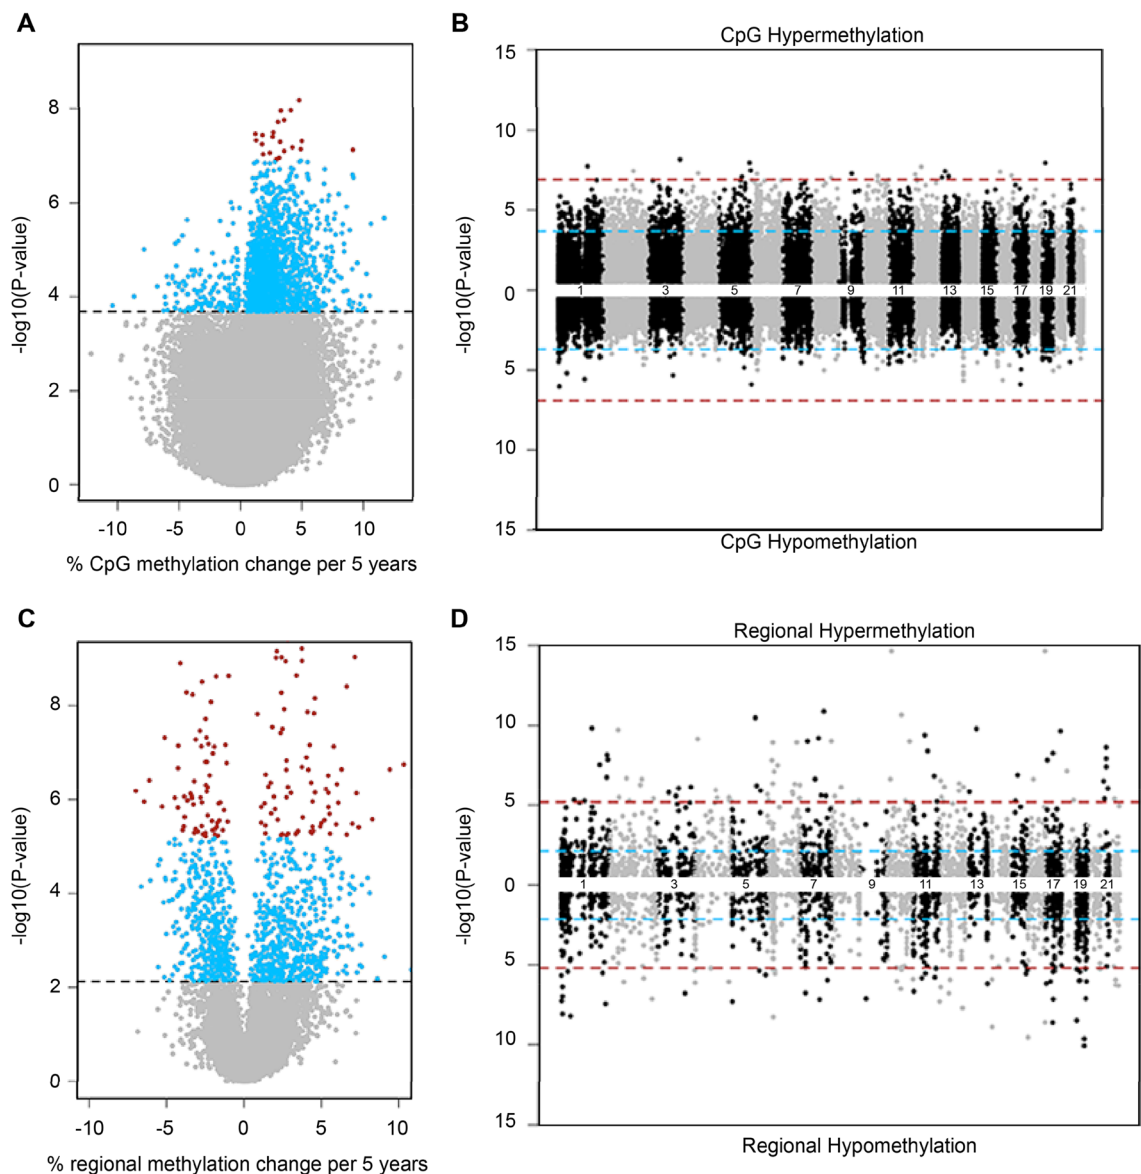 A
8
6
4
2
0
-log10(P-value)
-10 -5 0 5 10
% CpG methylation change per 5 years
B
CpG Hypermethylation
15
10
5
0
5
10
15
1 3 5 7 9 11 13 15 17 19 21
-log10(P-value)
CpG Hypomethylation
C
8
6
4
2
0
-log10(P-value)
-10 -5 0 5 10
% regional methylation change per 5 years
D
Regional Hypermethylation
15
10
5
0
5
10
15
1 3 5 7 9 11 13 15 17 19 21
-log10(P-value)
Regional Hypomethylation